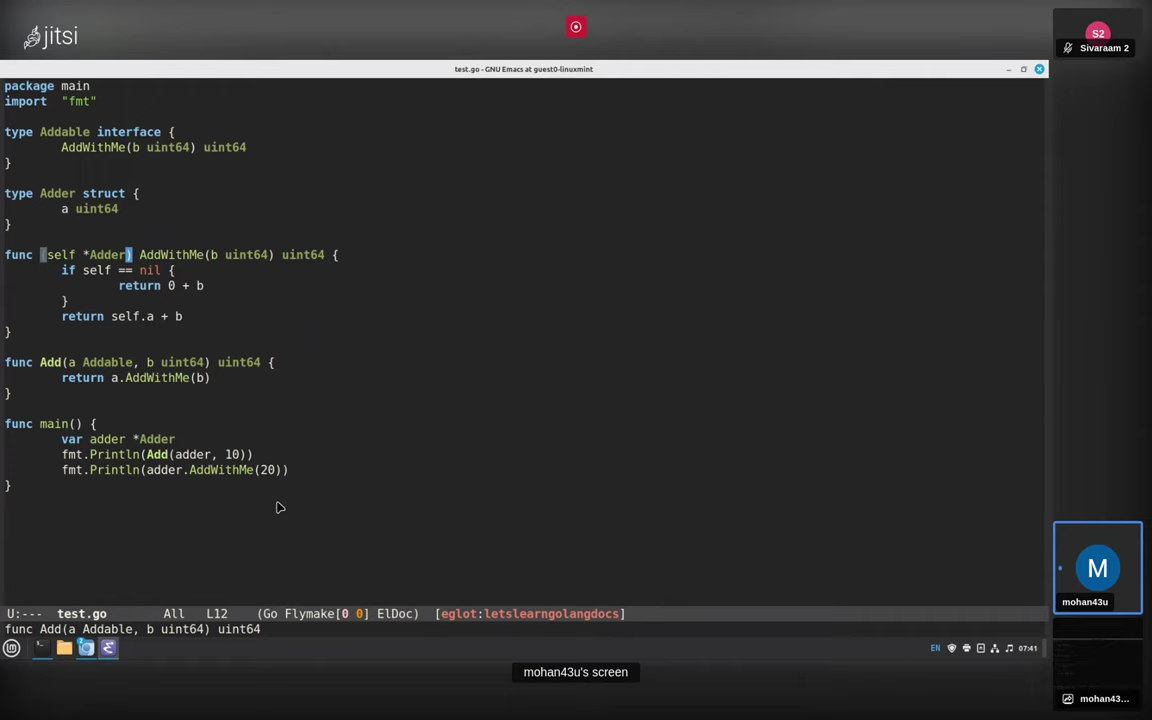 jitsi
S2
Sivaraam 2
test.go - GNU Emacs at guest0-linuxmint
package main
import  "fmt"
type Addable interface {
        AddWithMe(b uint64) uint64
}
type Adder struct {
        a uint64
}
func (self *Adder) AddWithMe(b uint64) uint64 {
        if self == nil {
                return 0 + b
        }
        return self.a + b
}
func Add(a Addable, b uint64) uint64 {
        return a.AddWithMe(b)
}
func main() {
        var adder *Adder
        fmt.Println(Add(adder, 10))
        fmt.Println(adder.AddWithMe(20))
}
M
mohan43u
U:---  test.go        All   L12    (Go Flymake[0 0] ElDoc)  [eglot:letslearngolangdocs]
func Add(a Addable, b uint64) uint64
2
EN
07:41
mohan43u's screen
mohan43...